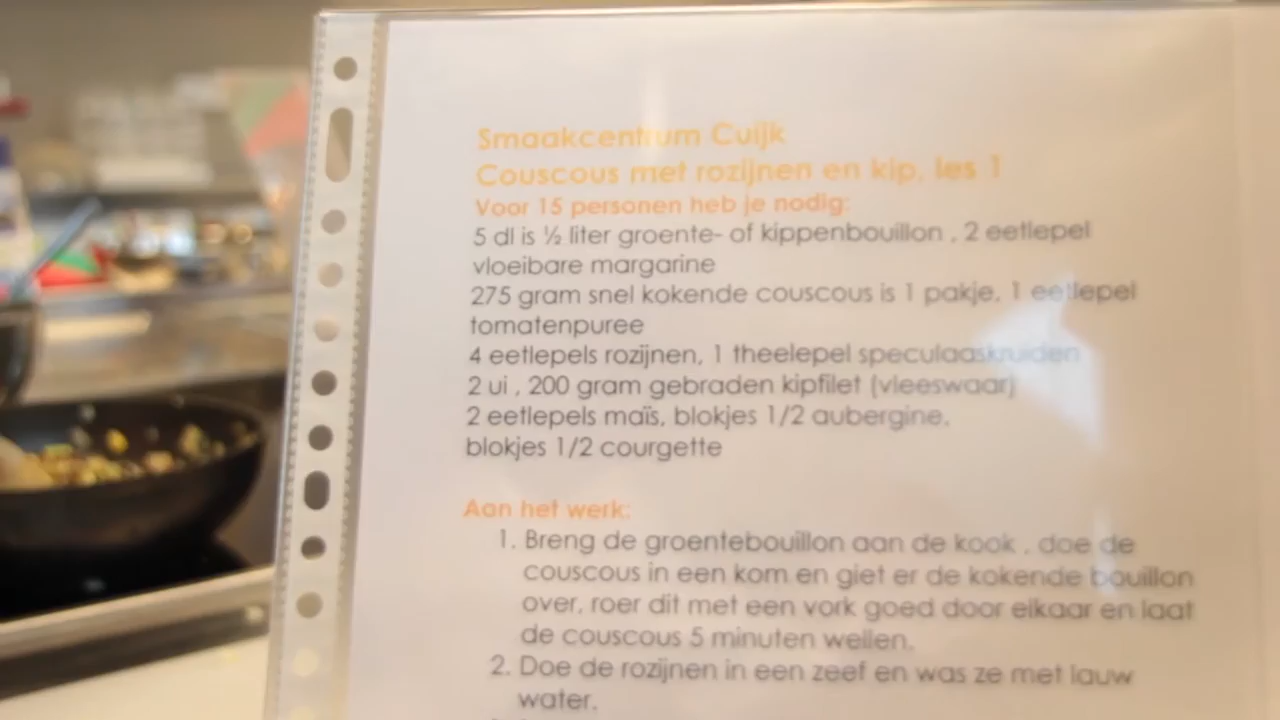 Smaakcentrum Cuijk
Couscous met rozijnen en kip, les 1
Voor 15 personen heb je nodig:
5 dl is ½ liter groente- of kippenbouillon , 2 eetlepel
vloeibare margarine
275 gram snel kokende couscous is 1 pakje, 1 eetlepel
tomatenpuree
4 eetlepels rozijnen, 1 theelepel speculaaskruiden
2 ui , 200 gram gebraden kipfilet (vleeswaar)
2 eetlepels maïs, blokjes 1/2 aubergine,
blokjes 1/2 courgette
Aan het werk:
1. Breng de groentebouillon aan de kook , doe de
couscous in een kom en giet er de kokende bouillon
over, roer dit met een vork goed door elkaar en laat
de couscous 5 minuten wellen.
2. Doe de rozijnen in een zeef en was ze met lauw
water.